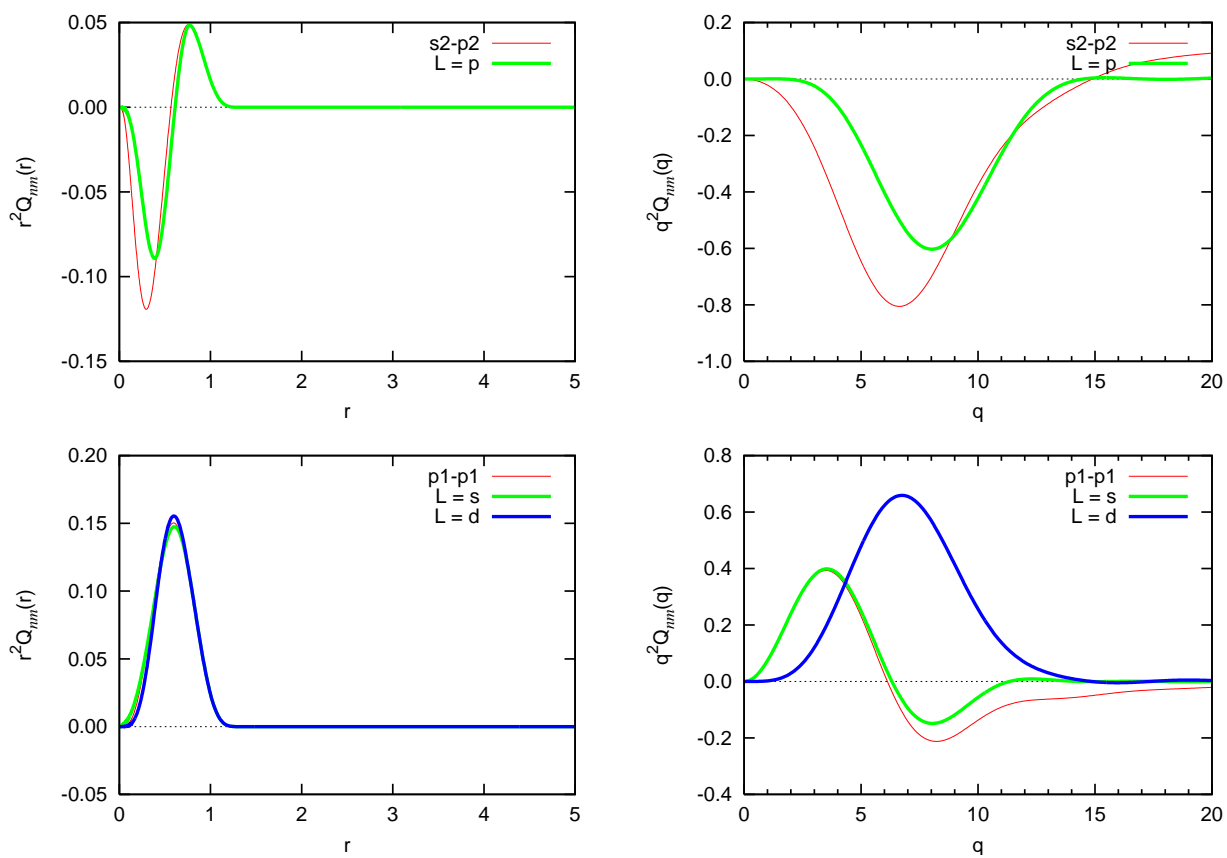 0.05
0.00
-0.05
-0.10
-0.15
0 1 2 3 4 5
r
r²Qₙₘ(r)
s2-p2
L = p
0.2
0.0
-0.2
-0.4
-0.6
-0.8
-1.0
0 5 10 15 20
q
q²Qₙₘ(q)
s2-p2
L = p
0.20
0.15
0.10
0.05
0.00
-0.05
0 1 2 3 4 5
r
r²Qₙₘ(r)
p1-p1
L = s
L = d
0.8
0.6
0.4
0.2
0.0
-0.2
-0.4
0 5 10 15 20
q
q²Qₙₘ(q)
p1-p1
L = s
L = d